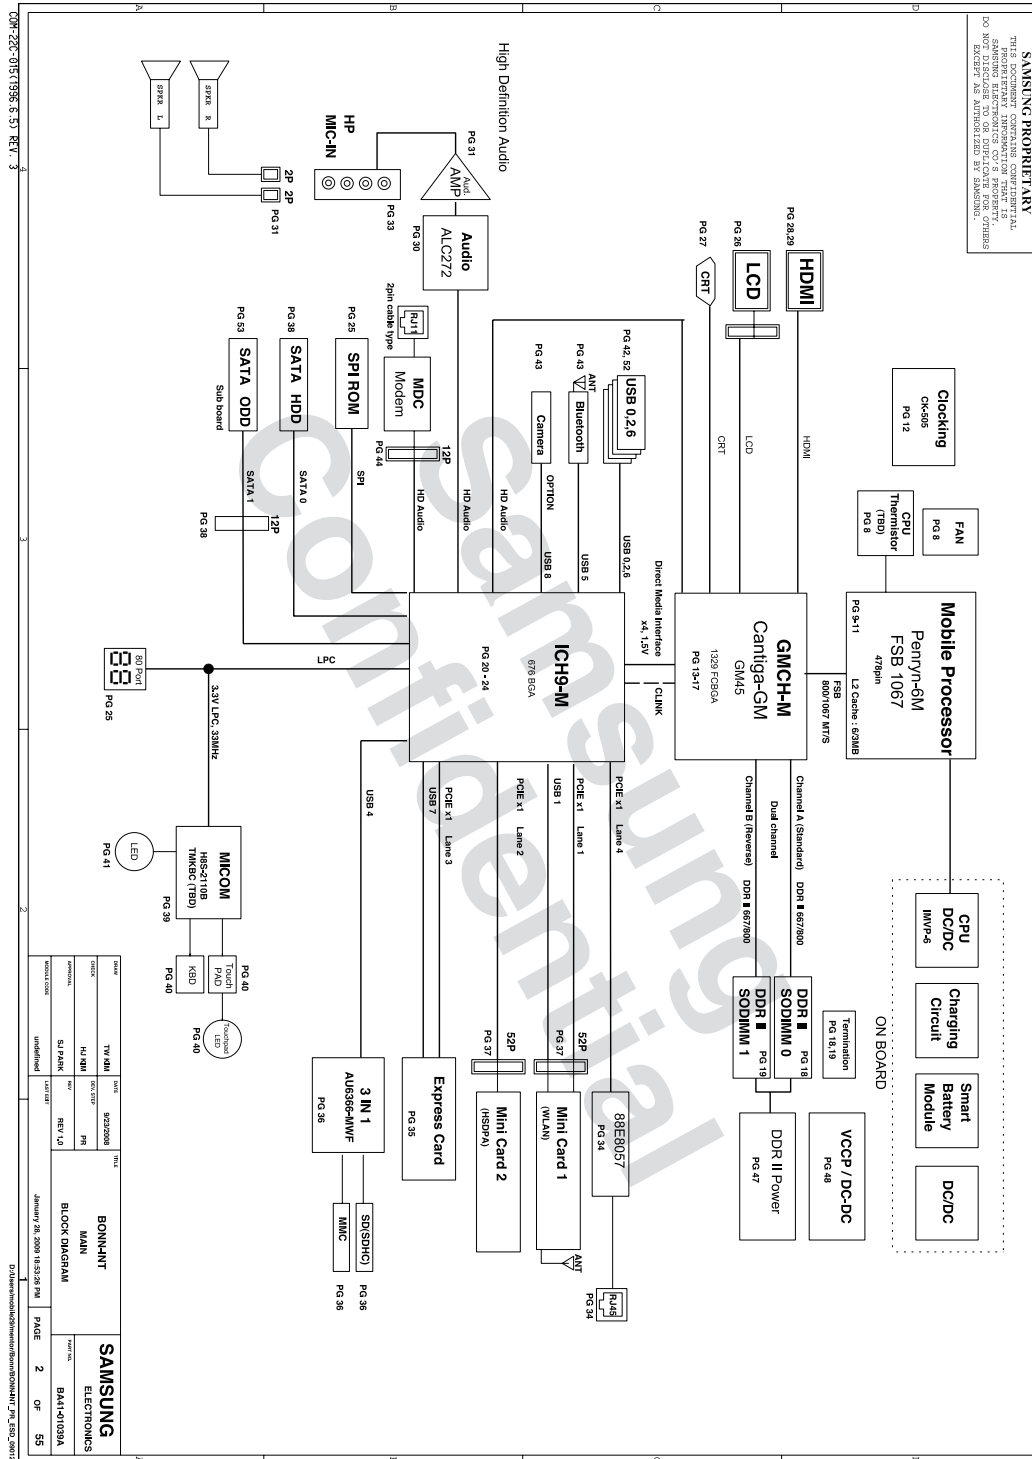 SAMSUNG PROPRIETARY
THIS DOCUMENT CONTAINS CONFIDENTIAL
PROPRIETARY INFORMATION THAT IS
SAMSUNG ELECTRONICS CO'S PROPERTY.
DO NOT DISCLOSE TO OR DUPLICATE FOR OTHERS
EXCEPT AS AUTHORIZED BY SAMSUNG.
Samsung
Confidential
4
3
2
1
D
C
B
A
Clocking
CK-505
PG 12
FAN
PG 8
CPU
Thermistor
(TBD)
PG 8
Mobile Processor
Penryn-6M
FSB 1067
478pin
PG 9-11
L2 Cache : 6/3MB
FSB
800/1067 MT/S
CPU
DC/DC
IMVP-6
Charging
Circuit
Smart
Battery
Module
DC/DC
ON BOARD
HDMI
PG 28,29
HDMI
LCD
PG 26
LCD
CRT
PG 27
CRT
GMCH-M
Cantiga-GM
GM45
1329 FCBGA
PG 13-17
Channel A (Standard)
DDR II 667/800
Dual channel
Channel B (Reverse)
DDR II 667/800
DDR II
PG 18
SODIMM 0
DDR II
PG 19
SODIMM 1
Termination
PG 18,19
VCCP / DC-DC
PG 48
DDR II Power
PG 47
Direct Media Interface
x4, 1.5V
CLINK
PG 42, 52
USB 0,2,6
USB 0,2,6
ANT
PG 43
Bluetooth
USB 5
PG 43
Camera
OPTION
USB 8
HD Audio
High Definition Audio
PG 31
Aud.
AMP
Audio
ALC272
PG 30
HD Audio
HP
MIC-IN
PG 33
SPKR R
SPKR L
2P
2P
PG 31
2pin cable type
RJ11
MDC
Modem
12P
PG 44
HD Audio
PG 25
SPI ROM
SPI
PG 38
SATA HDD
SATA 0
PG 53
SATA ODD
Sub board
SATA 1
12P
PG 38
ICH9-M
676 BGA
PG 20 - 24
PCIE x1 Lane 4
88E8057
PG 34
RJ45
PG 34
PCIE x1 Lane 1
USB 1
52P
PG 37
Mini Card 1
(WLAN)
ANT
PCIE x1 Lane 2
52P
PG 37
Mini Card 2
(HSDPA)
PCIE x1 Lane 3
USB 7
Express Card
PG 35
USB 4
3 IN 1
AU6366-MWF
PG 36
SD(SDHC)
PG 36
MMC
PG 36
LPC
80 Port
PG 25
3.3V LPC, 33MHz
MICOM
H8S-2110B
TMKBC (TBD)
PG 39
LED
PG 41
Touch
PAD
PG 40
KBD
PG 40
Touchpad
LED
PG 40
DRAW
TW KIM
DATE
9/23/2008
TITLE
BONN-INT
MAIN
BLOCK DIAGRAM
SAMSUNG
ELECTRONICS
CHECK
HJ KIM
DEV. STEP
PR
APPROVAL
SJ PARK
REV
REV 1.0
PART NO.
BA41-01039A
MODULE CODE
undefined
LAST EDIT
January 28, 2009 18:53:26 PM
PAGE 2 OF 55
COM-22C-015(1996.6.5) REV. 3